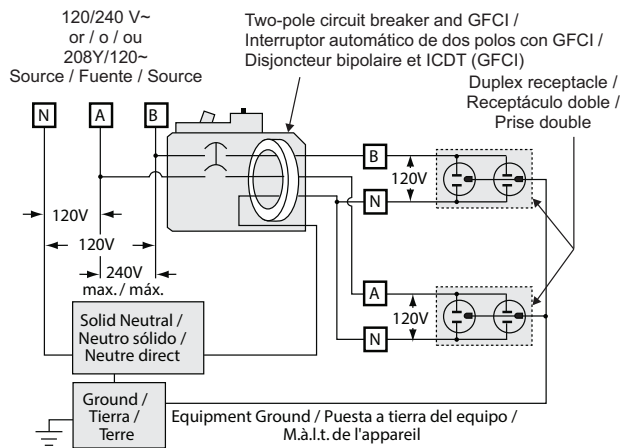 120/240 V~
or / o / ou
208Y/120~
Source / Fuente / Source
Two-pole circuit breaker and GFCI /
Interruptor automático de dos polos con GFCI /
Disjoncteur bipolaire et ICDT (GFCI)
Duplex receptacle /
Receptáculo doble /
Prise double
N
A
B
B
120V
N
120V
120V
240V
max. / máx.
A
120V
N
Solid Neutral /
Neutro sólido /
Neutre direct
Ground /
Tierra /
Terre
Equipment Ground / Puesta a tierra del equipo /
M.à.l.t. de l'appareil